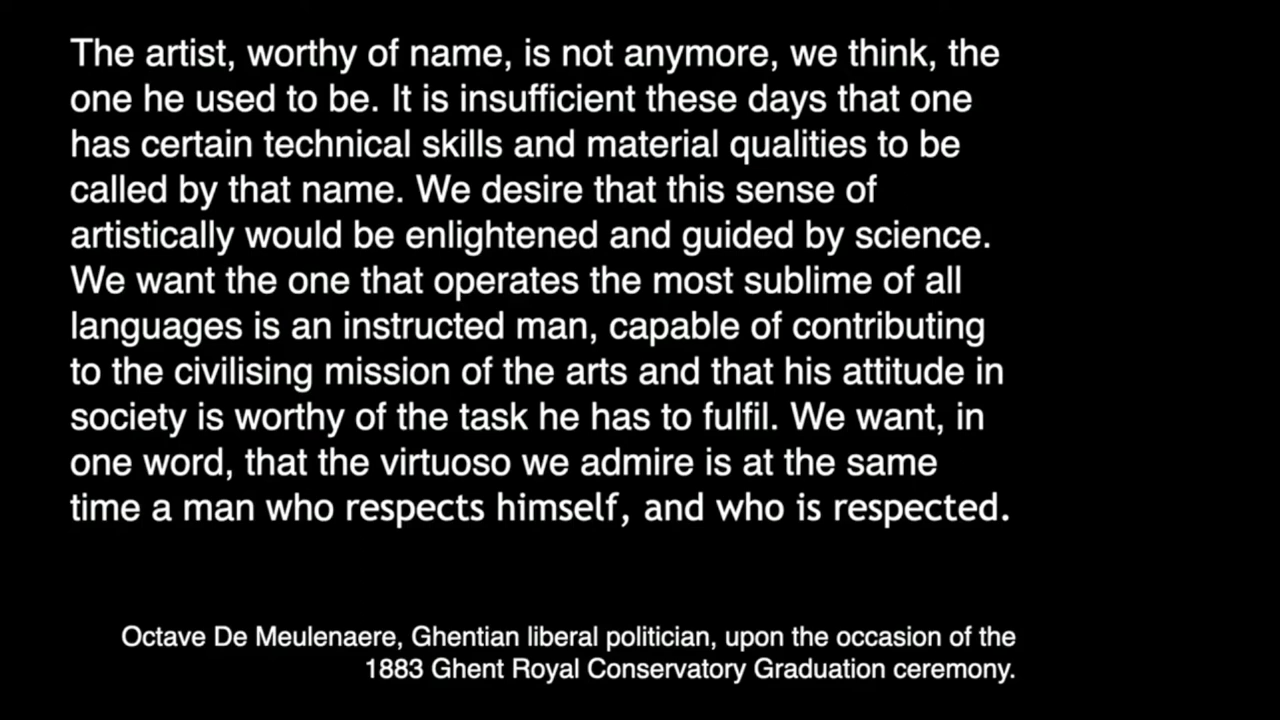 The artist, worthy of name, is not anymore, we think, the
one he used to be. It is insufficient these days that one
has certain technical skills and material qualities to be
called by that name. We desire that this sense of
artistically would be enlightened and guided by science.
We want the one that operates the most sublime of all
languages is an instructed man, capable of contributing
to the civilising mission of the arts and that his attitude in
society is worthy of the task he has to fulfil. We want, in
one word, that the virtuoso we admire is at the same
time a man who respects himself, and who is respected.
Octave De Meulenaere, Ghentian liberal politician, upon the occasion of the
1883 Ghent Royal Conservatory Graduation ceremony.